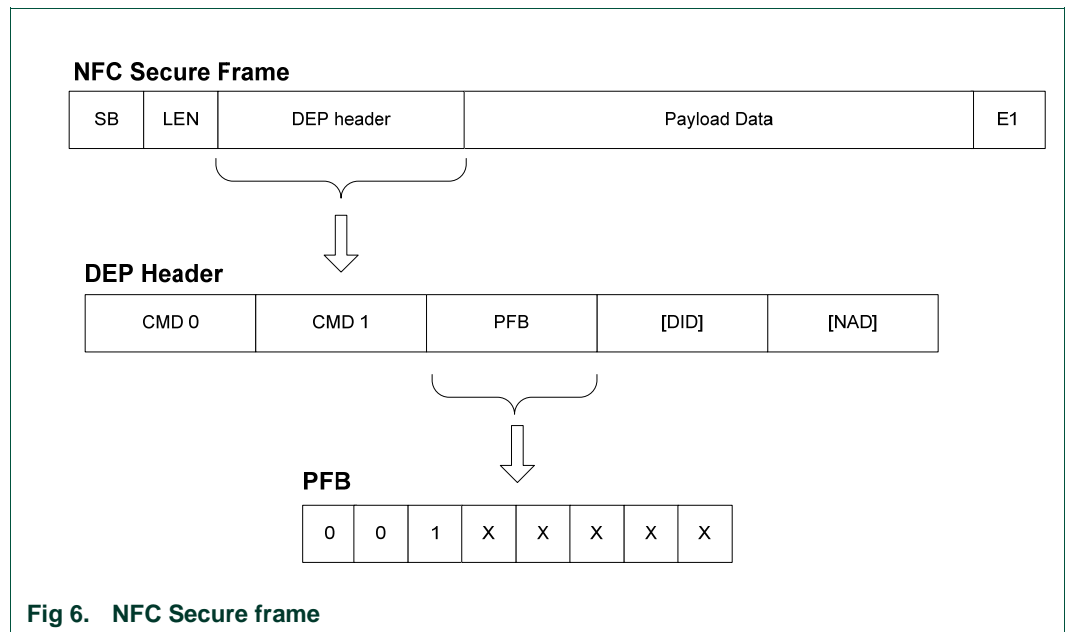 NFC Secure Frame
SB LEN DEP header Payload Data E1
DEP Header
CMD 0 CMD 1 PFB [DID] [NAD]
PFB
0 0 1 X X X X X
Fig 6. NFC Secure frame